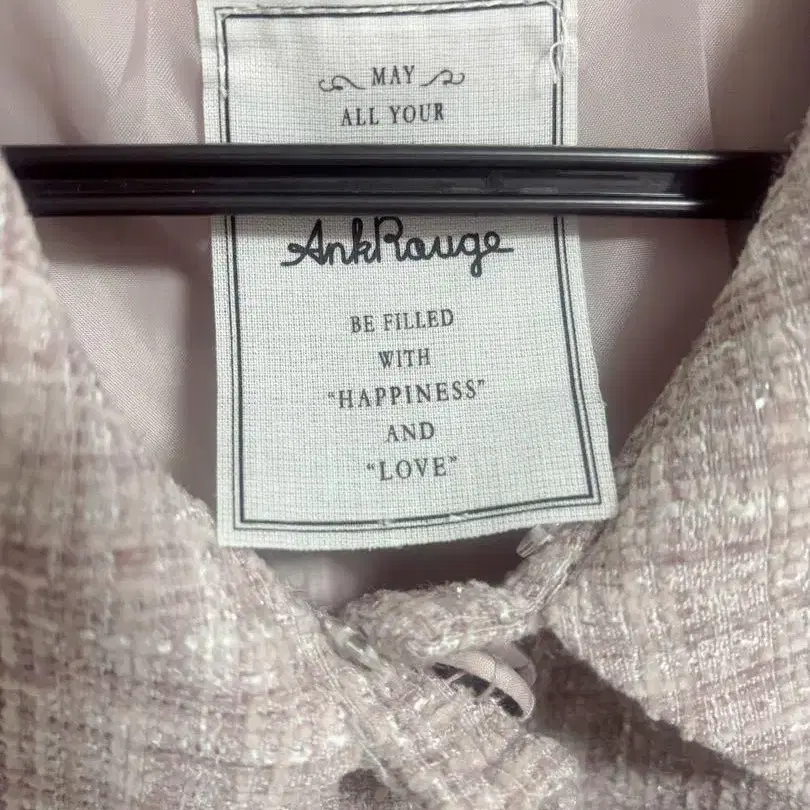 MAY
ALL YOUR
AnkRouge
BE FILLED
WITH
"HAPPINESS"
AND
"LOVE"